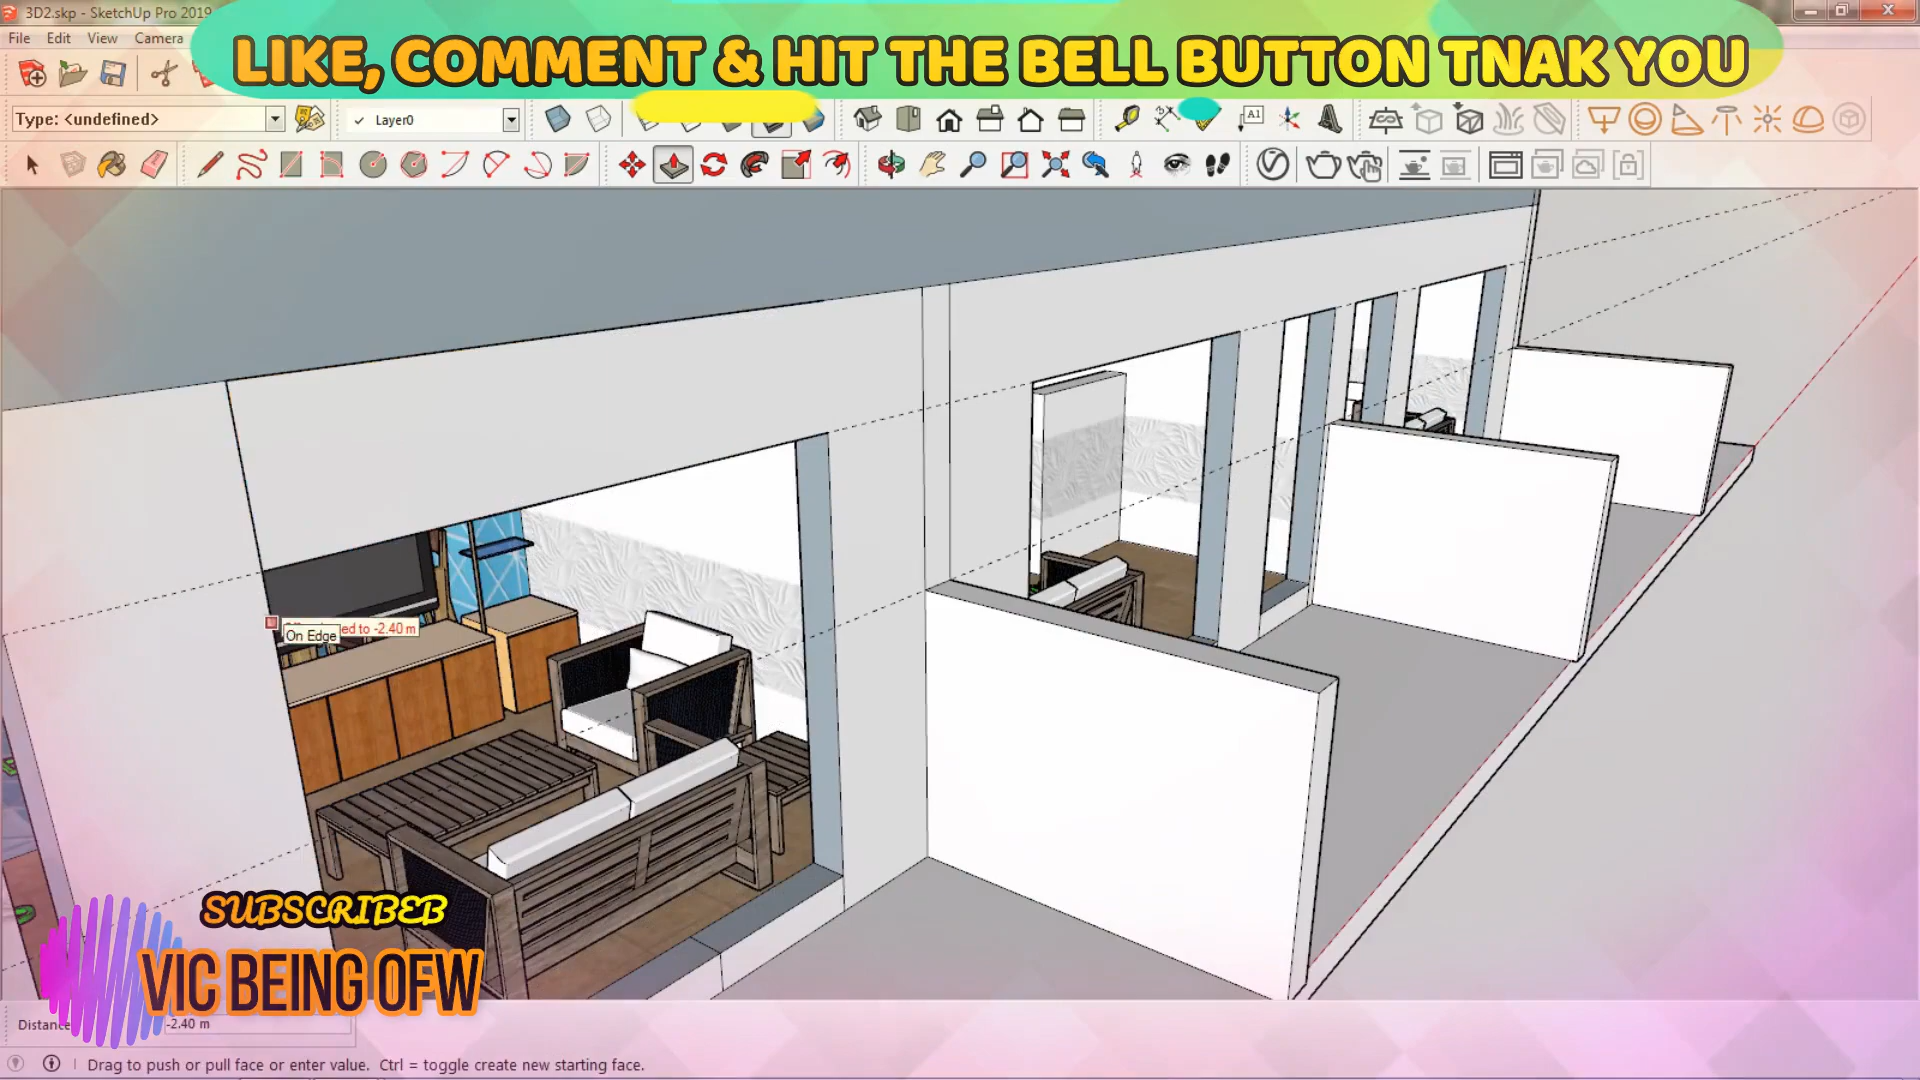 3D2.skp - SketchUp Pro 2019
File Edit View Camera
LIKE, COMMENT & HIT THE BELL BUTTON TNAK YOU
Type: <undefined>
Layer0
A1
ed to -2.40 m
On Edge
SUBSCRIBEB
VIC BEING OFW
Distance -2.40 m
Drag to push or pull face or enter value. Ctrl = toggle create new starting face.